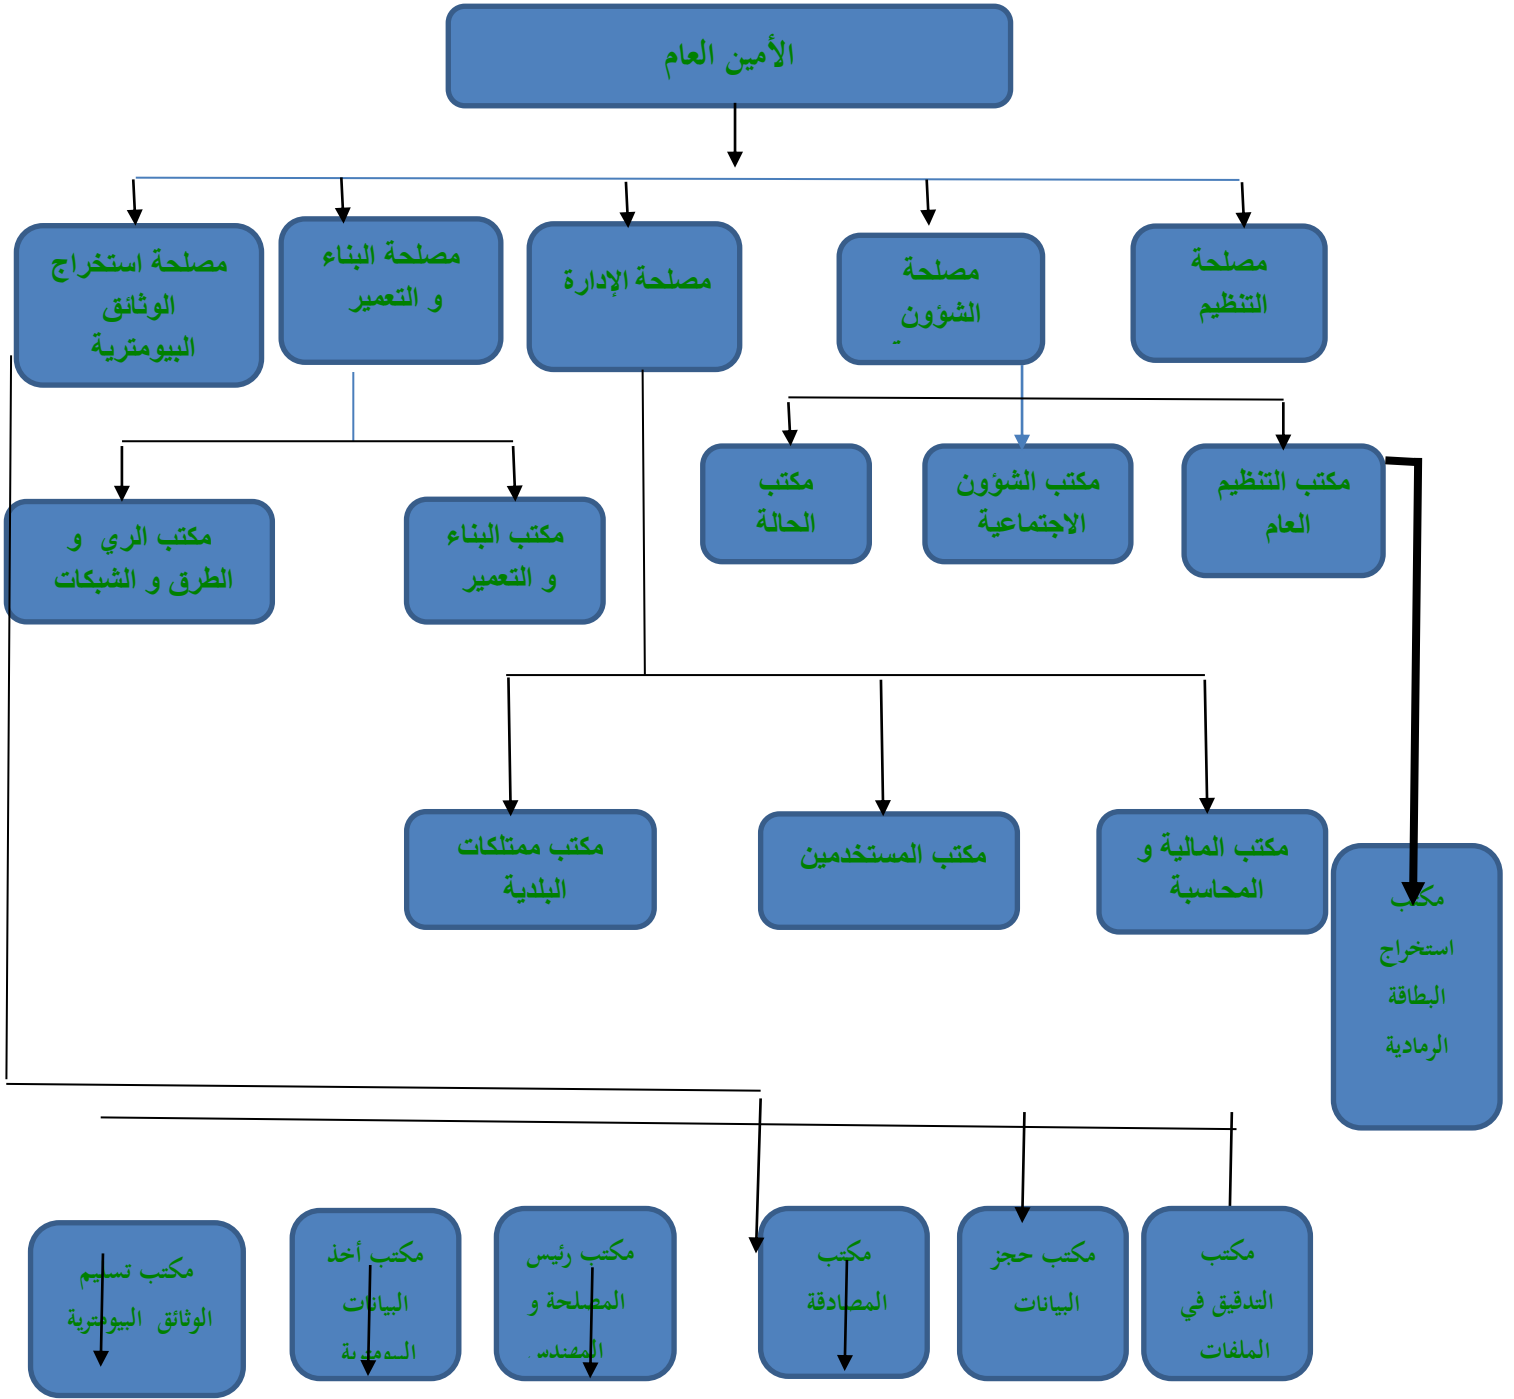 الأمين العام
مصلحة
التنظيم
مصلحة
الشؤون
مصلحة الإدارة
مصلحة البناء
و التعمير
مصلحة استخراج
الوثائق
البيومترية
مكتب التنظيم
العام
مكتب الشؤون
الاجتماعية
مكتب
الحالة
مكتب البناء
و التعمير
مكتب الري و
الطرق و الشبكات
مكتب المالية و
المحاسبة
مكتب المستخدمين
مكتب ممتلكات
البلدية
مكتب
استخراج
البطاقة
الرمادية
مكتب
التدقيق في
الملفات
مكتب حجز
البيانات
مكتب
المصادقة
مكتب رئيس
المصلحة و
المهندس
مكتب أخذ
البيانات
مكتب تسليم
الوثائق البيومترية